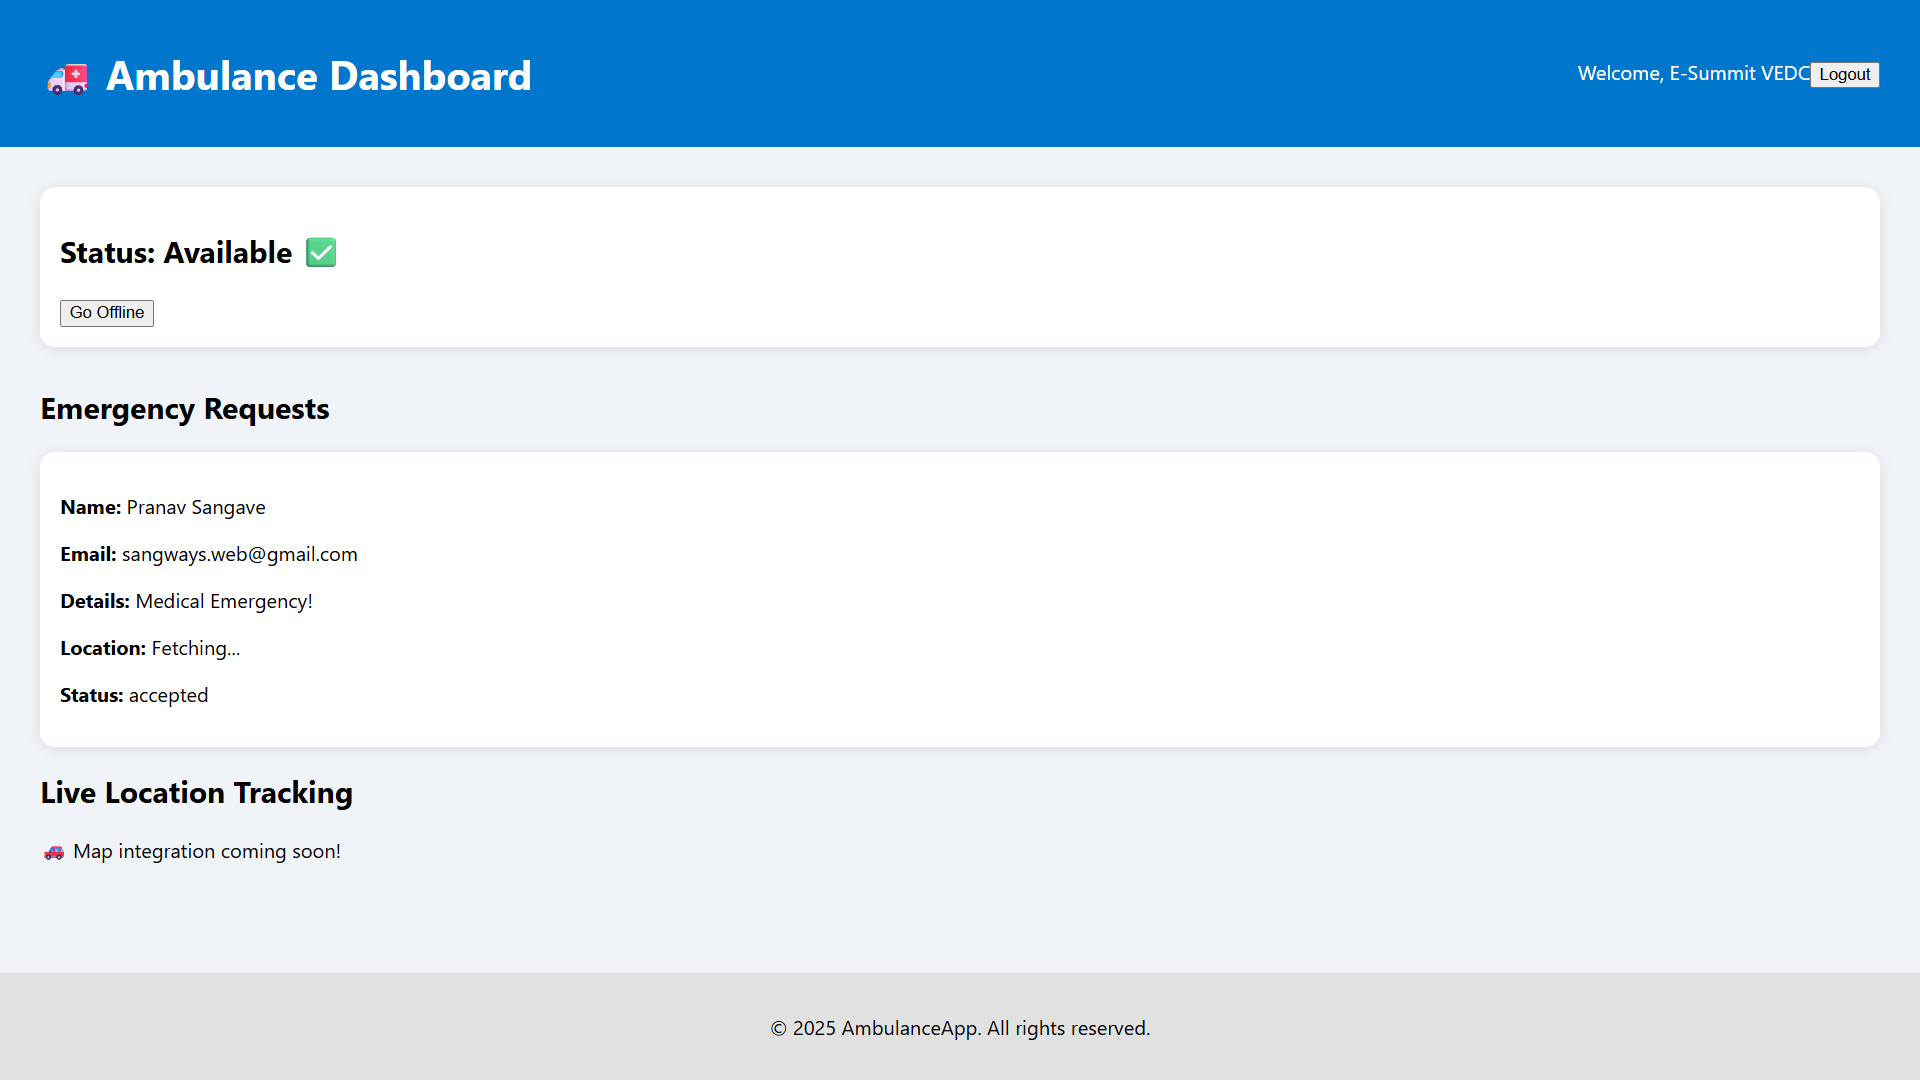 Ambulance Dashboard
Welcome, E-Summit VEDC
Logout
Status: Available ✅
Go Offline
Emergency Requests
Name: Pranav Sangave
Email: sangways.web@gmail.com
Details: Medical Emergency!
Location: Fetching...
Status: accepted
Live Location Tracking
Map integration coming soon!
© 2025 AmbulanceApp. All rights reserved.